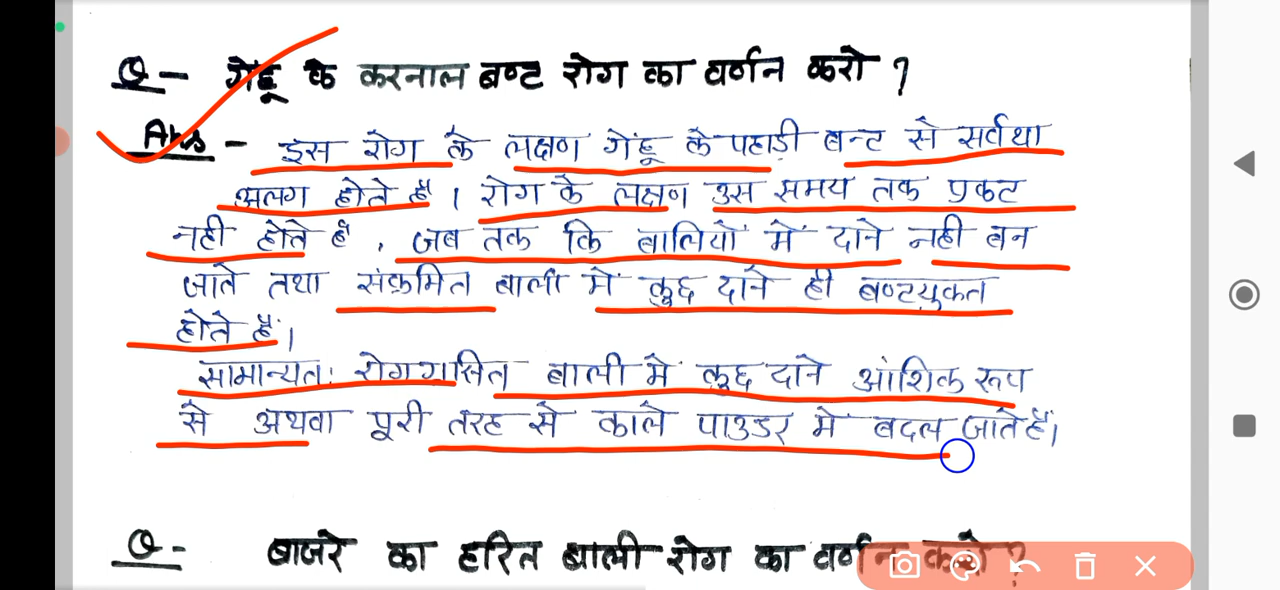 Q- गेंहू के करनाल बण्ट रोग का वर्णन करो ?
Ans - इस रोग के लक्षण गेंहू के पहाड़ी बन्ट से सर्वथा
अलग होते हैं। रोग के लक्षण उस समय तक प्रकट
नही होते है, जब तक कि बालियों में दाने नही बन
जाते तथा संक्रमित बाली में कुछ दाने ही बण्टयुक्त
होते हैं।
सामान्यतः रोगग्रसित बाली में कुछ दाने आंशिक रूप
से अथवा पूरी तरह से काले पाउडर में बदल जाते हैं।
Q- बाजरे का हरित बाली रोग का वर्णन करो ?